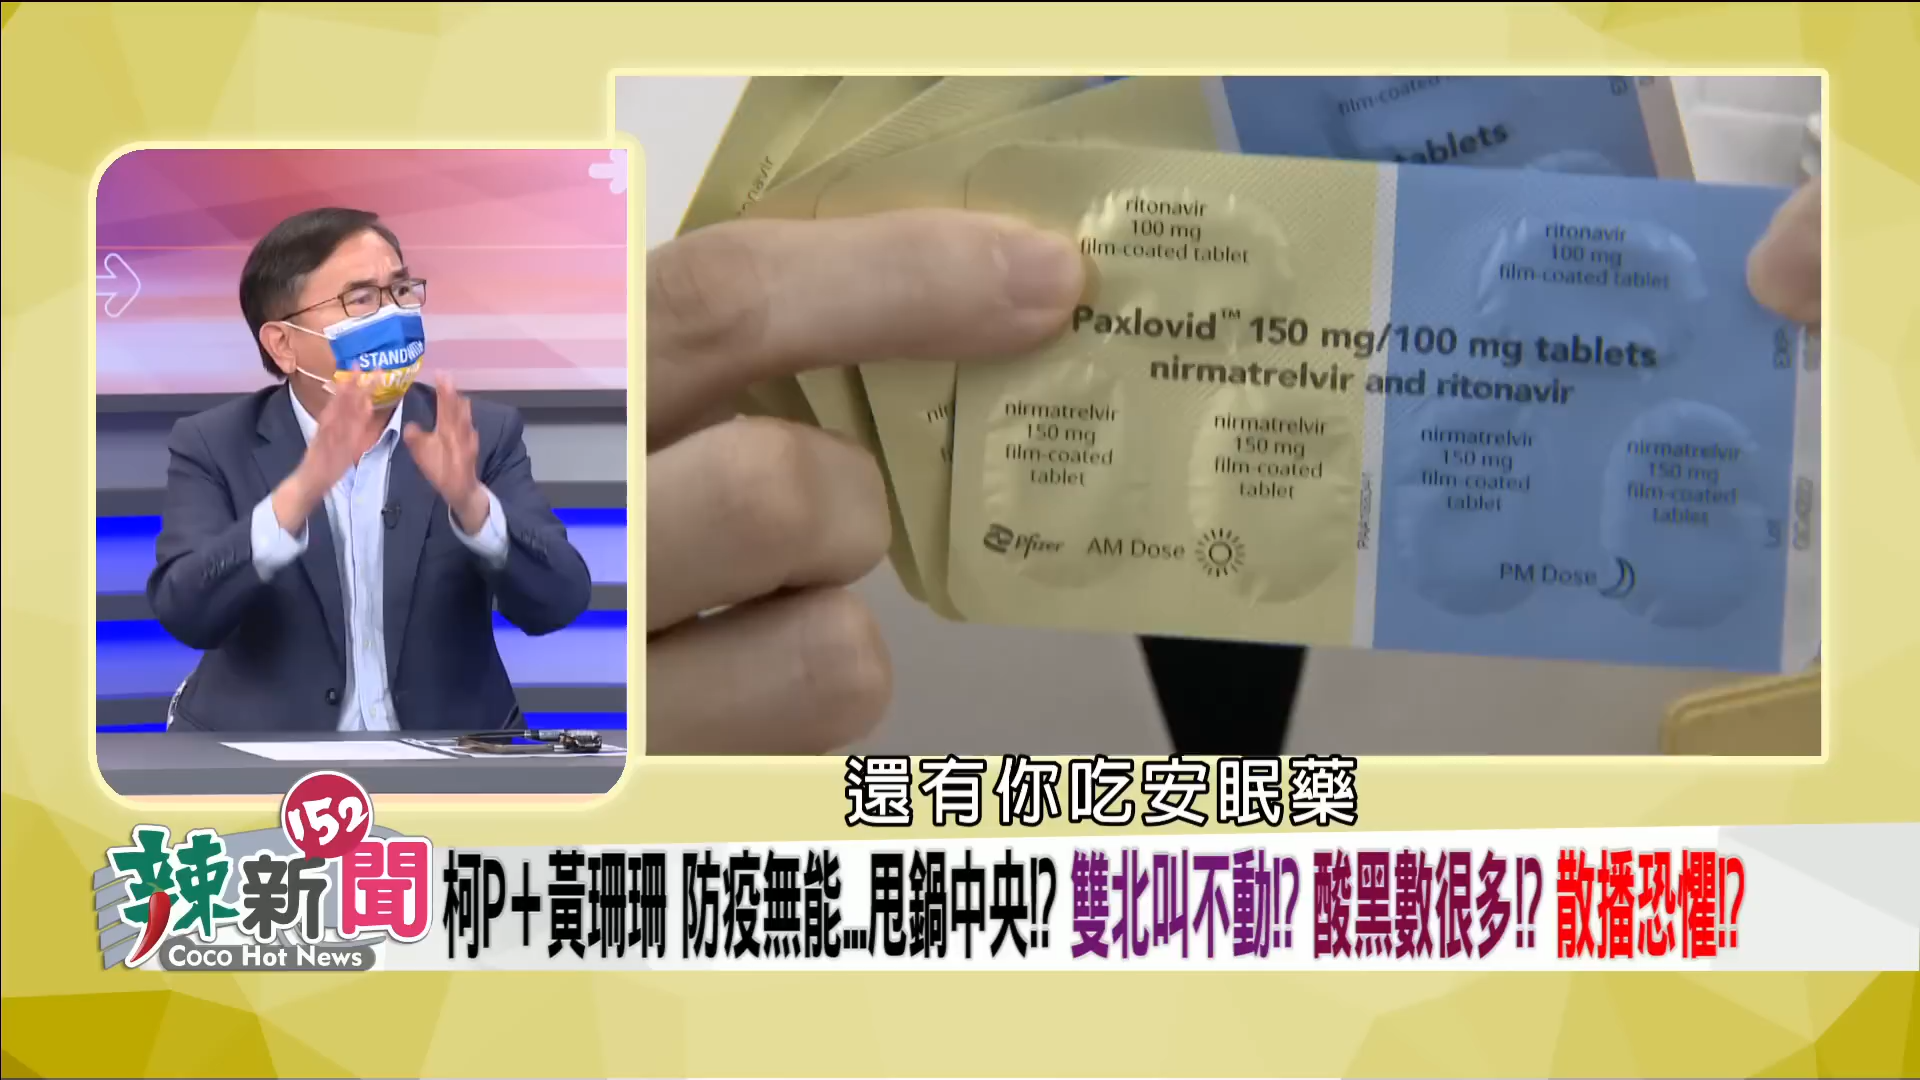 STANDWITH
film-coated
tablets
ritonavir
100 mg
film-coated tablet
ritonavir
100 mg
film-coated tablet
Paxlovid™ 150 mg/100 mg tablets
nirmatrelvir and ritonavir
nirmatrelvir
150 mg
film-coated
tablet
nirmatrelvir
150 mg
film-coated
tablet
nirmatrelvir
150 mg
film-coated
tablet
nirmatrelvir
150 mg
film-coated
tablet
Pfizer AM Dose
PM Dose
EXP
Lot
還有你吃安眠藥
152
辣新聞
Coco Hot News
柯P＋黃珊珊 防疫無能...甩鍋中央!? 雙北叫不動!? 酸黑數很多!? 散播恐懼!?